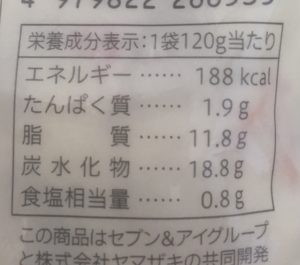 栄養成分表示:1袋120g当たり
エネルギー…… 188 kcal
たんぱく質 …… 1.9 g
脂　　質 …… 11.8 g
炭水化物 …… 18.8 g
食塩相当量 …… 0.8 g
この商品はセブン&アイグループ
と株式会社ヤマザキの共同開発